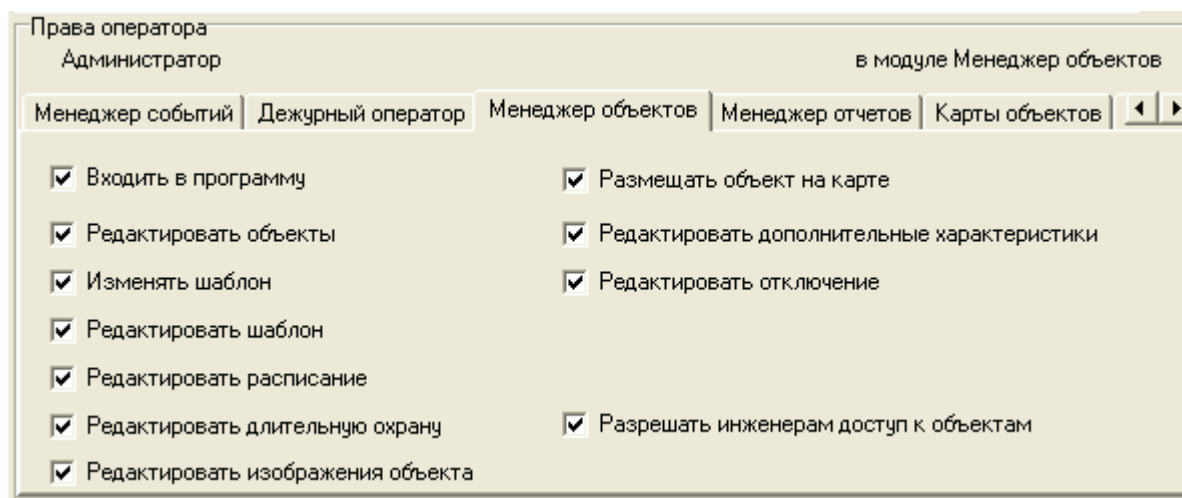 Права оператора
Администратор в модуле Менеджер объектов
Менеджер событий Дежурный оператор Менеджер объектов Менеджер отчетов Карты объектов
Входить в программу Размещать объект на карте
Редактировать объекты Редактировать дополнительные характеристики
Изменять шаблон Редактировать отключение
Редактировать шаблон
Редактировать расписание
Редактировать длительную охрану Разрешать инженерам доступ к объектам
Редактировать изображения объекта